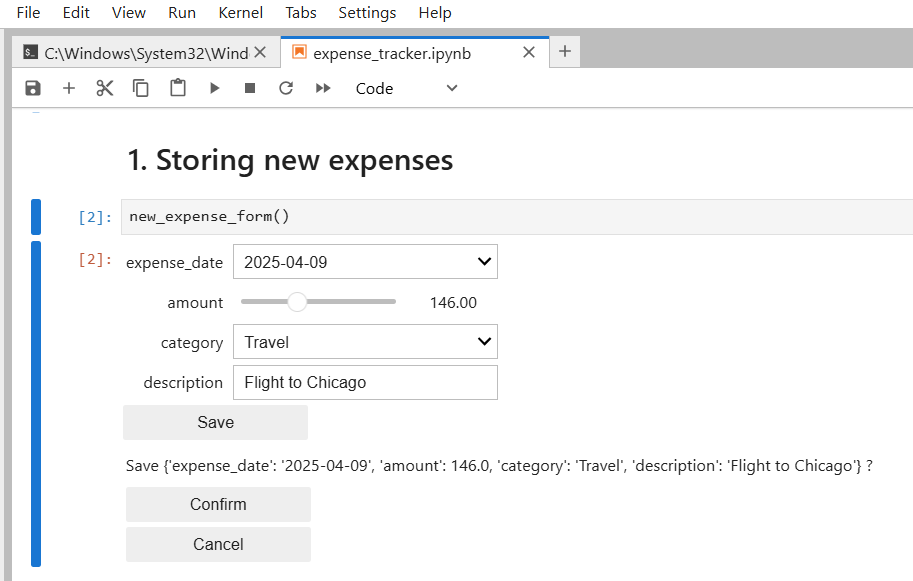 File Edit View Run Kernel Tabs Settings Help
C:\Windows\System32\Wind expense_tracker.ipynb
Code
1. Storing new expenses
[2]: new_expense_form()
[2]: expense_date 2025-04-09
amount 146.00
category Travel
description Flight to Chicago
Save
Save {'expense_date': '2025-04-09', 'amount': 146.0, 'category': 'Travel', 'description': 'Flight to Chicago'} ?
Confirm
Cancel